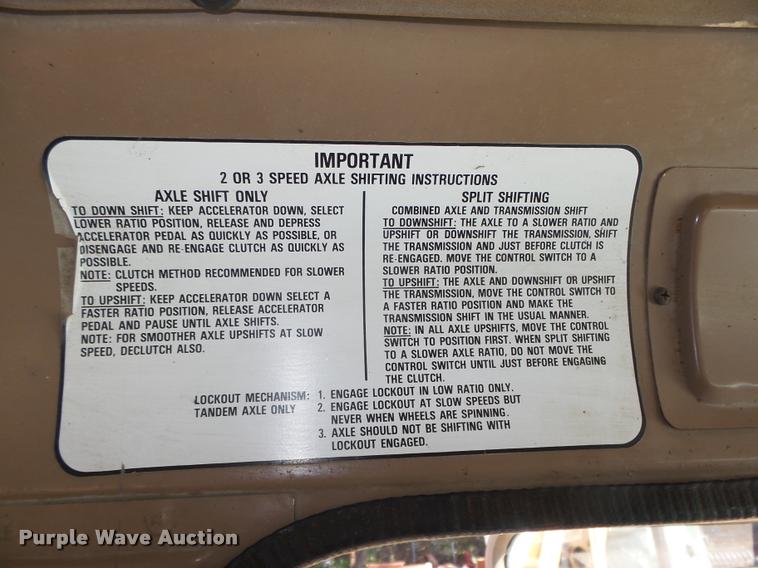 IMPORTANT
2 OR 3 SPEED AXLE SHIFTING INSTRUCTIONS
AXLE SHIFT ONLY
TO DOWN SHIFT: KEEP ACCELERATOR DOWN, SELECT
LOWER RATIO POSITION, RELEASE AND DEPRESS
ACCELERATOR PEDAL AS QUICKLY AS POSSIBLE, OR
DISENGAGE AND RE-ENGAGE CLUTCH AS QUICKLY AS
POSSIBLE.
NOTE: CLUTCH METHOD RECOMMENDED FOR SLOWER
SPEEDS.
TO UPSHIFT: KEEP ACCELERATOR DOWN SELECT A
FASTER RATIO POSITION, RELEASE ACCELERATOR
PEDAL AND PAUSE UNTIL AXLE SHIFTS.
NOTE: FOR SMOOTHER AXLE UPSHIFTS AT SLOW
SPEED, DECLUTCH ALSO.
SPLIT SHIFTING
COMBINED AXLE AND TRANSMISSION SHIFT
TO DOWNSHIFT: THE AXLE TO A SLOWER RATIO AND
UPSHIFT OR DOWNSHIFT THE TRANSMISSION, SHIFT
THE TRANSMISSION AND JUST BEFORE CLUTCH IS
RE-ENGAGED. MOVE THE CONTROL SWITCH TO A
SLOWER RATIO POSITION.
TO UPSHIFT: THE AXLE AND DOWNSHIFT OR UPSHIFT
THE TRANSMISSION, MOVE THE CONTROL SWITCH TO
A FASTER RATIO POSITION AND MAKE THE
TRANSMISSION SHIFT IN THE USUAL MANNER.
NOTE: IN ALL AXLE UPSHIFTS, MOVE THE CONTROL
SWITCH TO POSITION FIRST. WHEN SPLIT SHIFTING
TO A SLOWER AXLE RATIO, DO NOT MOVE THE
CONTROL SWITCH UNTIL JUST BEFORE ENGAGING
THE CLUTCH.
LOCKOUT MECHANISM: 1. ENGAGE LOCKOUT IN LOW RATIO ONLY.
TANDEM AXLE ONLY 2. ENGAGE LOCKOUT AT SLOW SPEEDS BUT
NEVER WHEN WHEELS ARE SPINNING.
3. AXLE SHOULD NOT BE SHIFTING WITH
LOCKOUT ENGAGED.
Purple Wave Auction